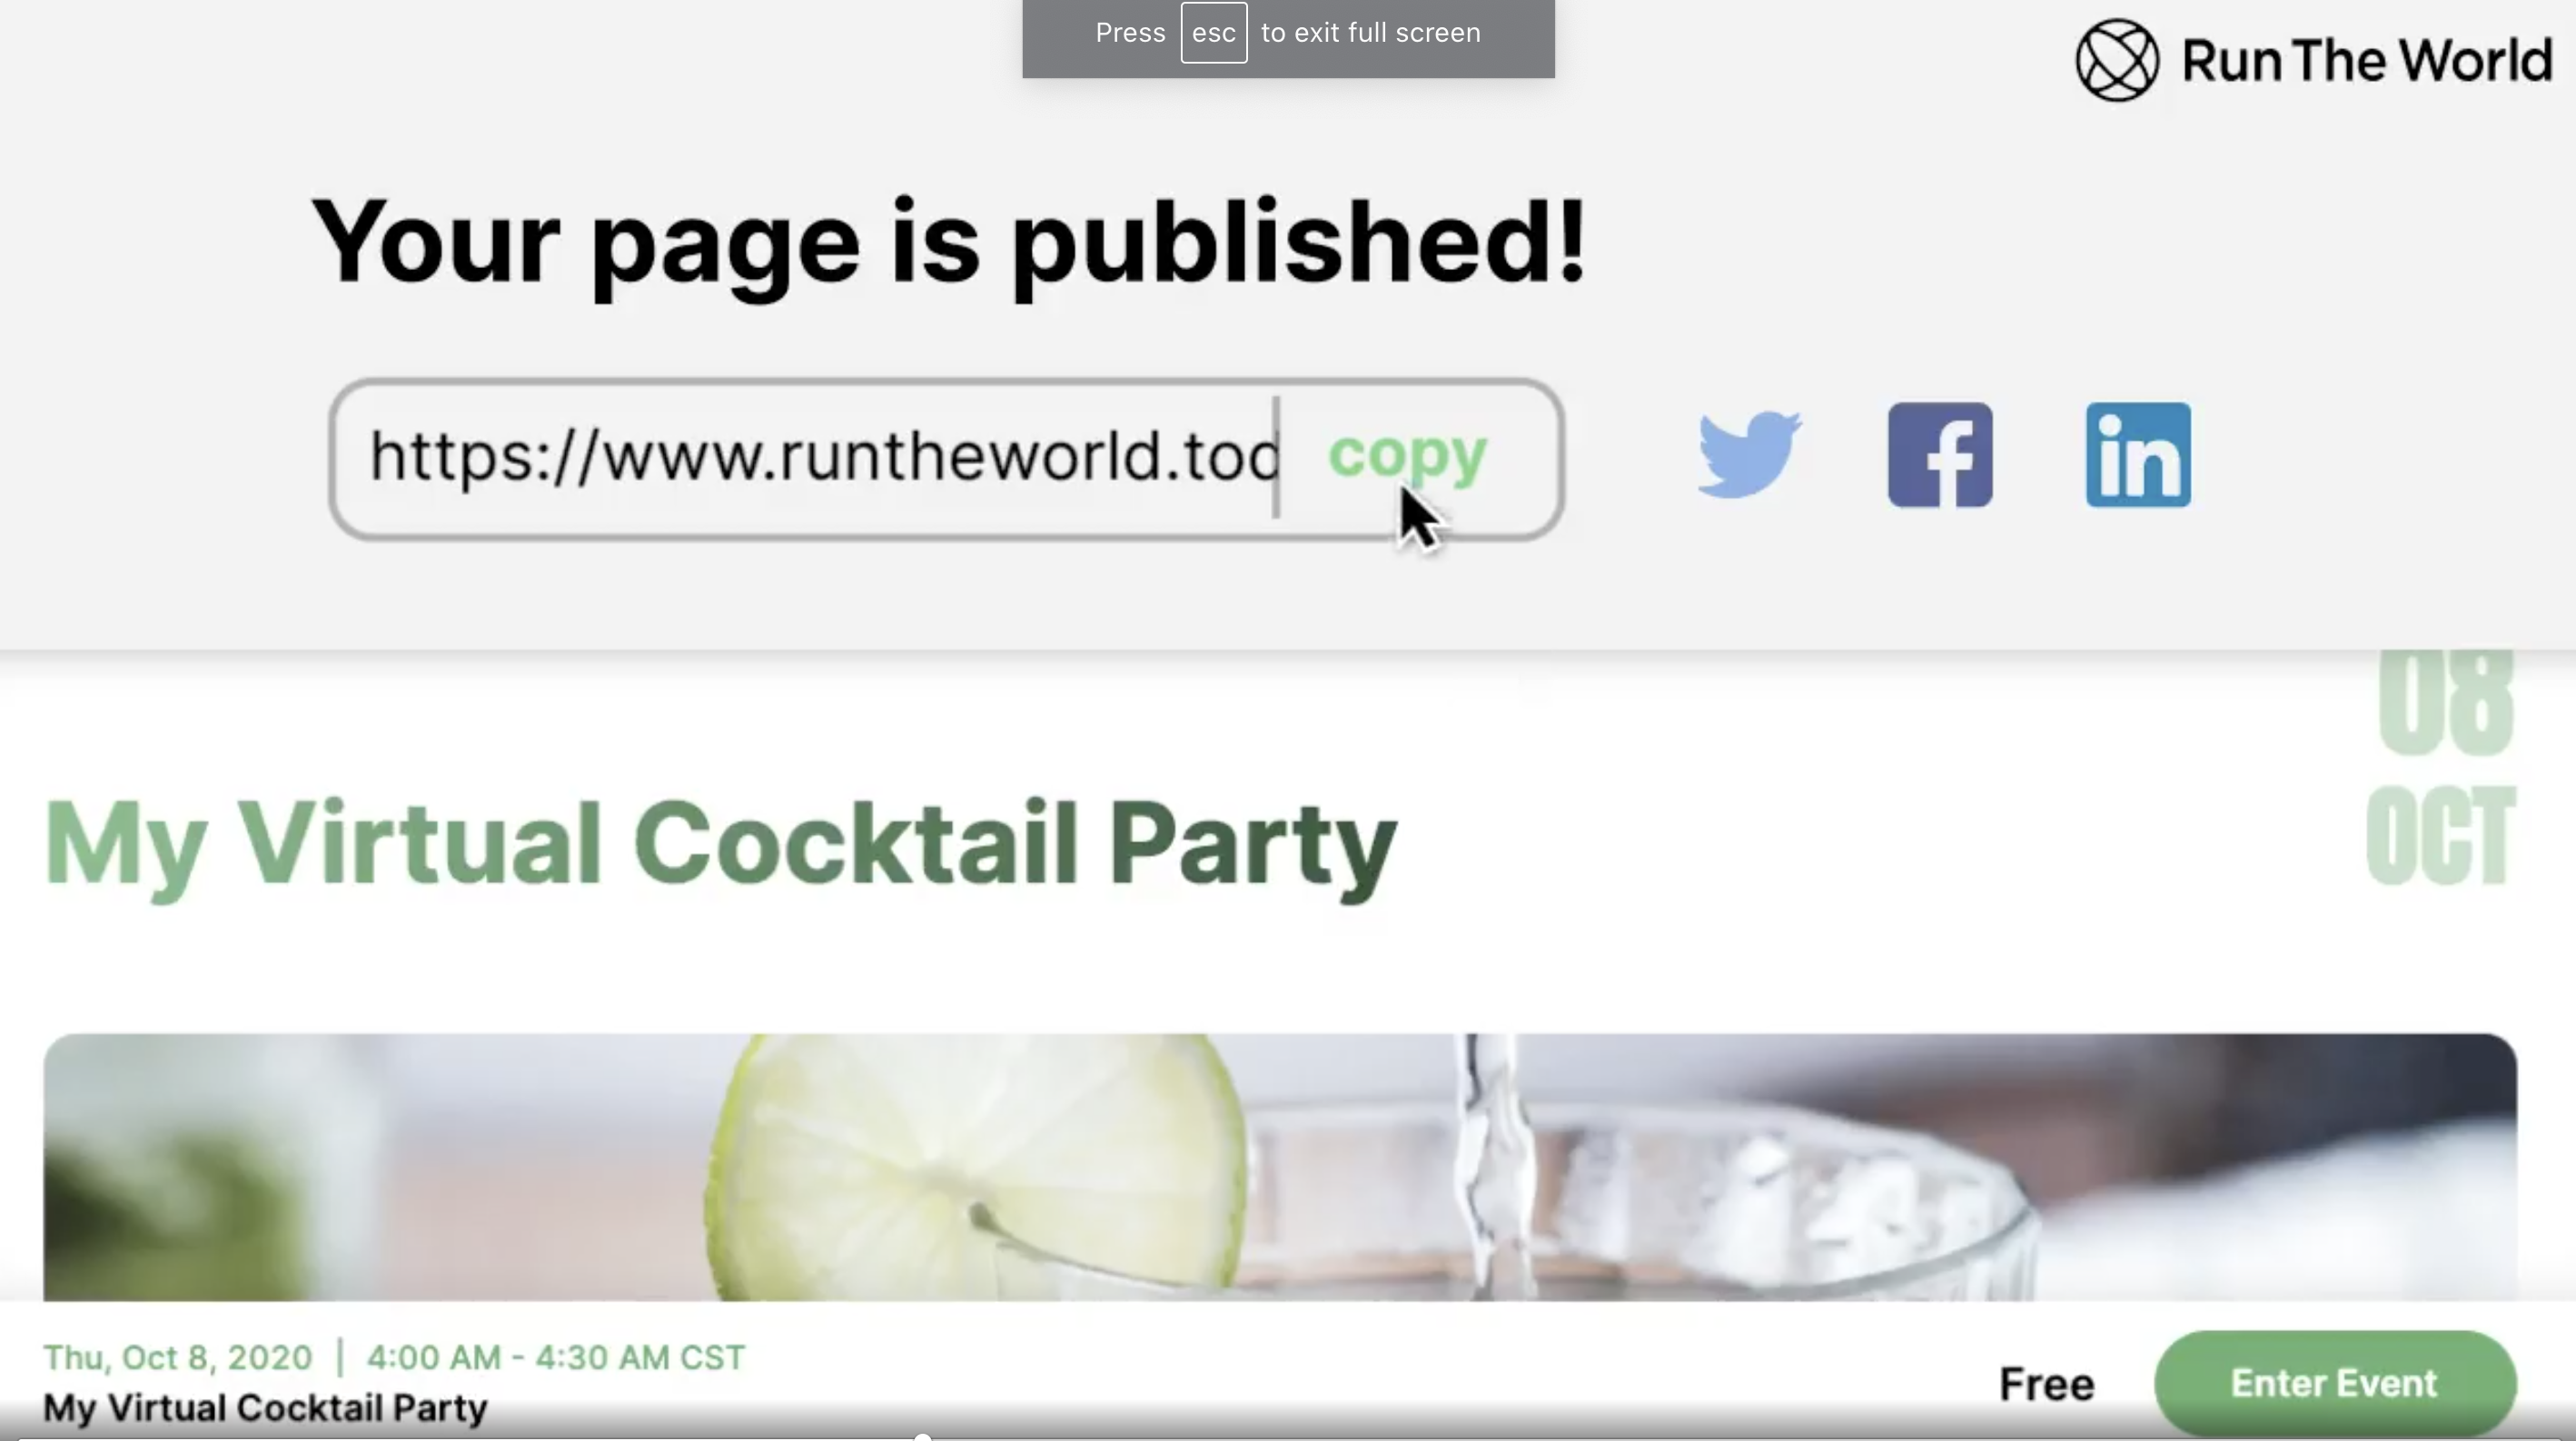 Press esc to exit full screen
Run The World
Your page is published!
https://www.runtheworld.tod
copy
08
OCT
My Virtual Cocktail Party
Thu, Oct 8, 2020 | 4:00 AM - 4:30 AM CST
My Virtual Cocktail Party
Free
Enter Event